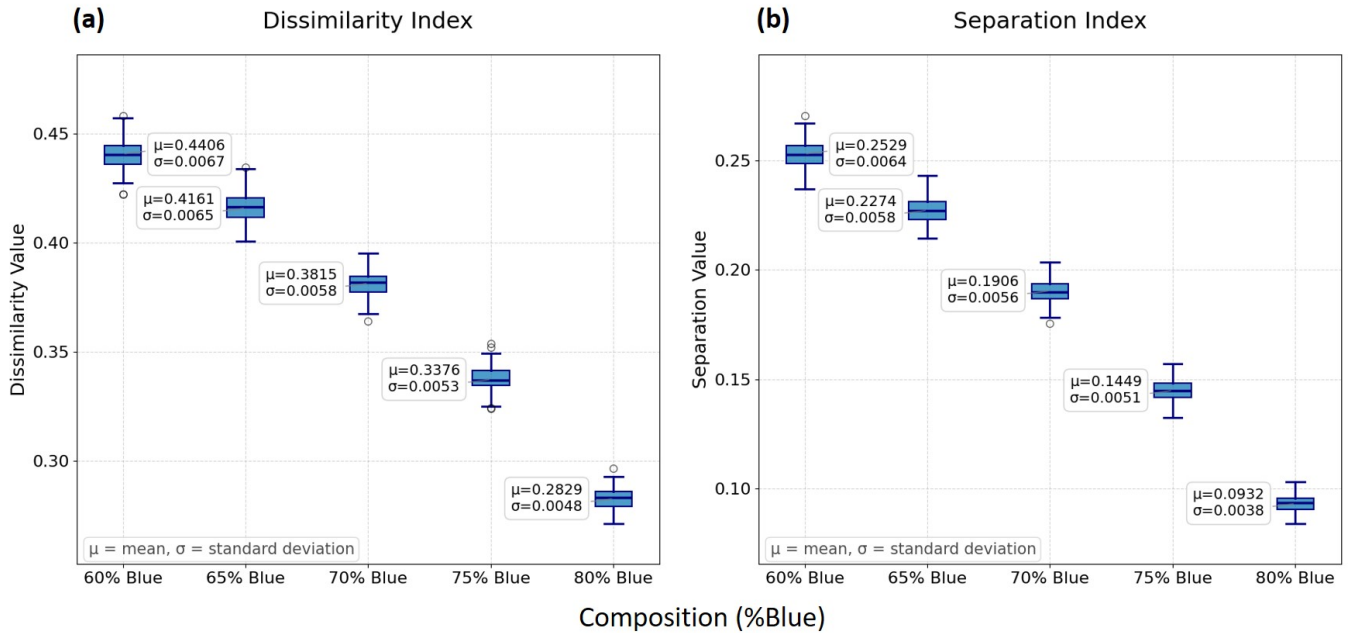 (a)
Dissimilarity Index
Dissimilarity Value
0.45
0.40
0.35
0.30
μ=0.4406
σ=0.0067
μ=0.4161
σ=0.0065
μ=0.3815
σ=0.0058
μ=0.3376
σ=0.0053
μ=0.2829
σ=0.0048
μ = mean, σ = standard deviation
60% Blue
65% Blue
70% Blue
75% Blue
80% Blue
(b)
Separation Index
Separation Value
0.25
0.20
0.15
0.10
μ=0.2529
σ=0.0064
μ=0.2274
σ=0.0058
μ=0.1906
σ=0.0056
μ=0.1449
σ=0.0051
μ=0.0932
σ=0.0038
μ = mean, σ = standard deviation
60% Blue
65% Blue
70% Blue
75% Blue
80% Blue
Composition (%Blue)